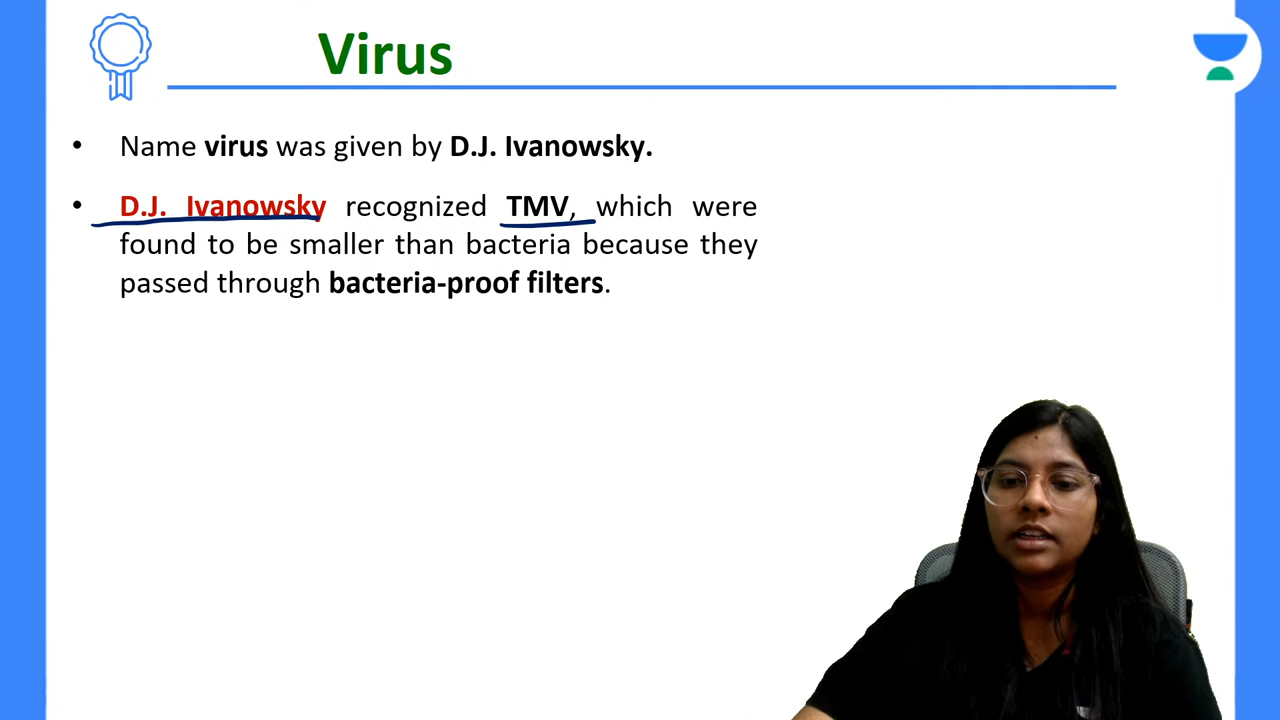 Virus
• Name virus was given by D.J. Ivanowsky.
• D.J. Ivanowsky recognized TMV, which were
found to be smaller than bacteria because they
passed through bacteria-proof filters.